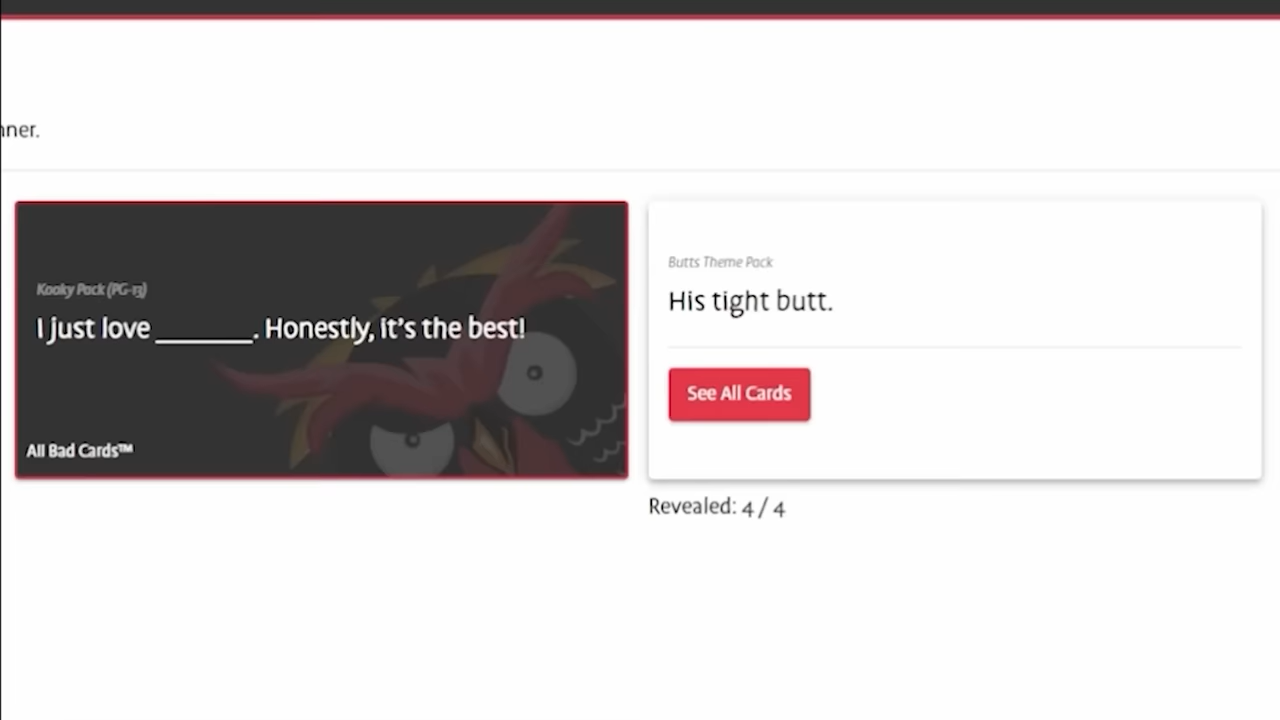 nner.
Kooky Pack (PG-13)
I just love _______. Honestly, it's the best!
All Bad Cards™
Butts Theme Pack
His tight butt.
See All Cards
Revealed: 4 / 4